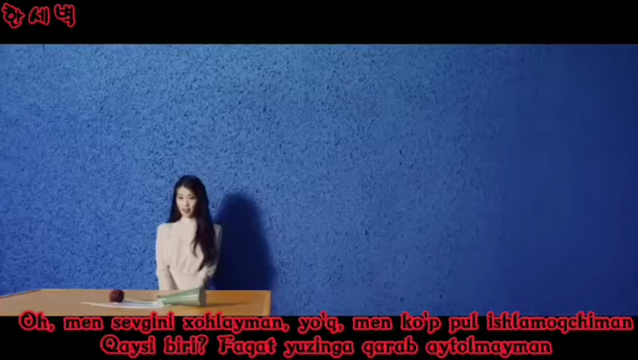 한세벽
Oh, men sevgini xohlayman, yo'q, men ko'p pul ishlamoqchiman
Qaysi biri? Faqat yuzinga qarab aytolmayman